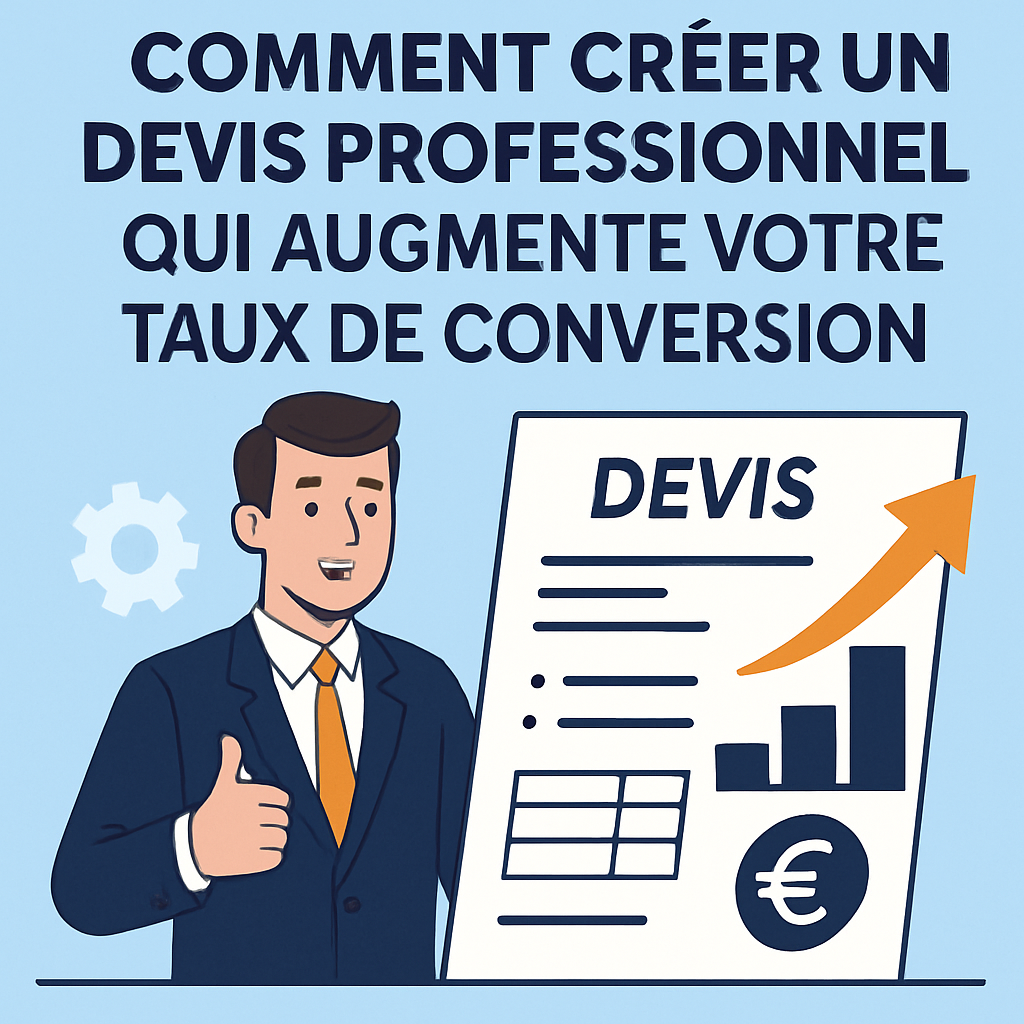 COMMENT CRÉER UN
DEVIS PROFESSIONNEL
QUI AUGMENTE VOTRE
TAUX DE CONVERSION
DEVIS
€